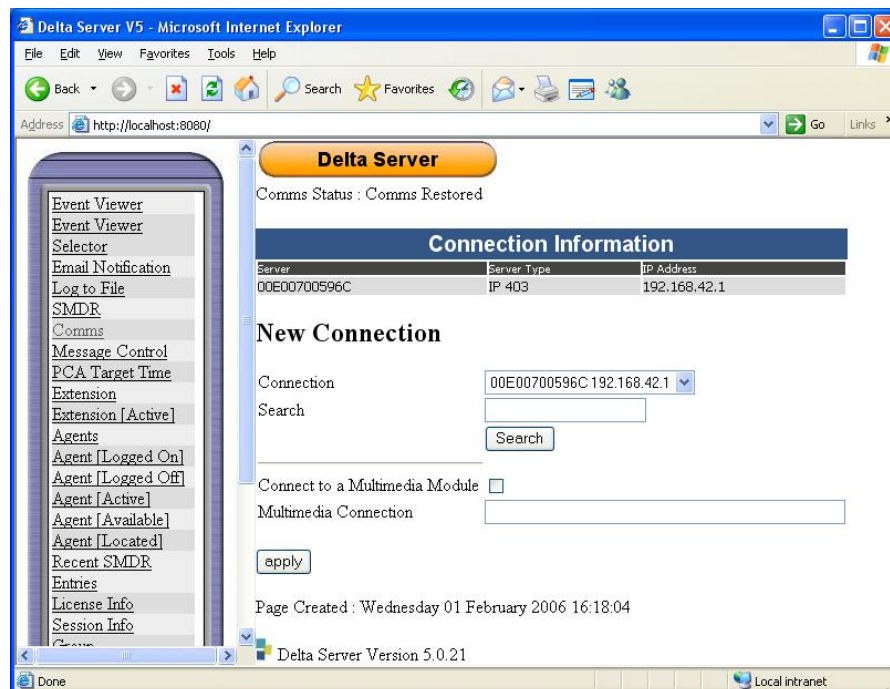 Delta Server V5 - Microsoft Internet Explorer
File Edit View Favorites Tools Help
Back Search Favorites
Address http://localhost:8080/ Go Links
Event Viewer
Event Viewer
Selector
Email Notification
Log to File
SMDR
Comms
Message Control
PCA Target Time
Extension
Extension [Active]
Agents
Agent [Logged On]
Agent [Logged Off]
Agent [Active]
Agent [Available]
Agent [Located]
Recent SMDR
Entries
License Info
Session Info
Delta Server
Comms Status : Comms Restored
Connection Information
Server Server Type IP Address
00E00700596C IP 403 192.168.42.1
New Connection
Connection 00E00700596C 192.168.42.1
Search
Search
Connect to a Multimedia Module
Multimedia Connection
apply
Page Created : Wednesday 01 February 2006 16:18:04
Delta Server Version 5.0.21
Done Local intranet